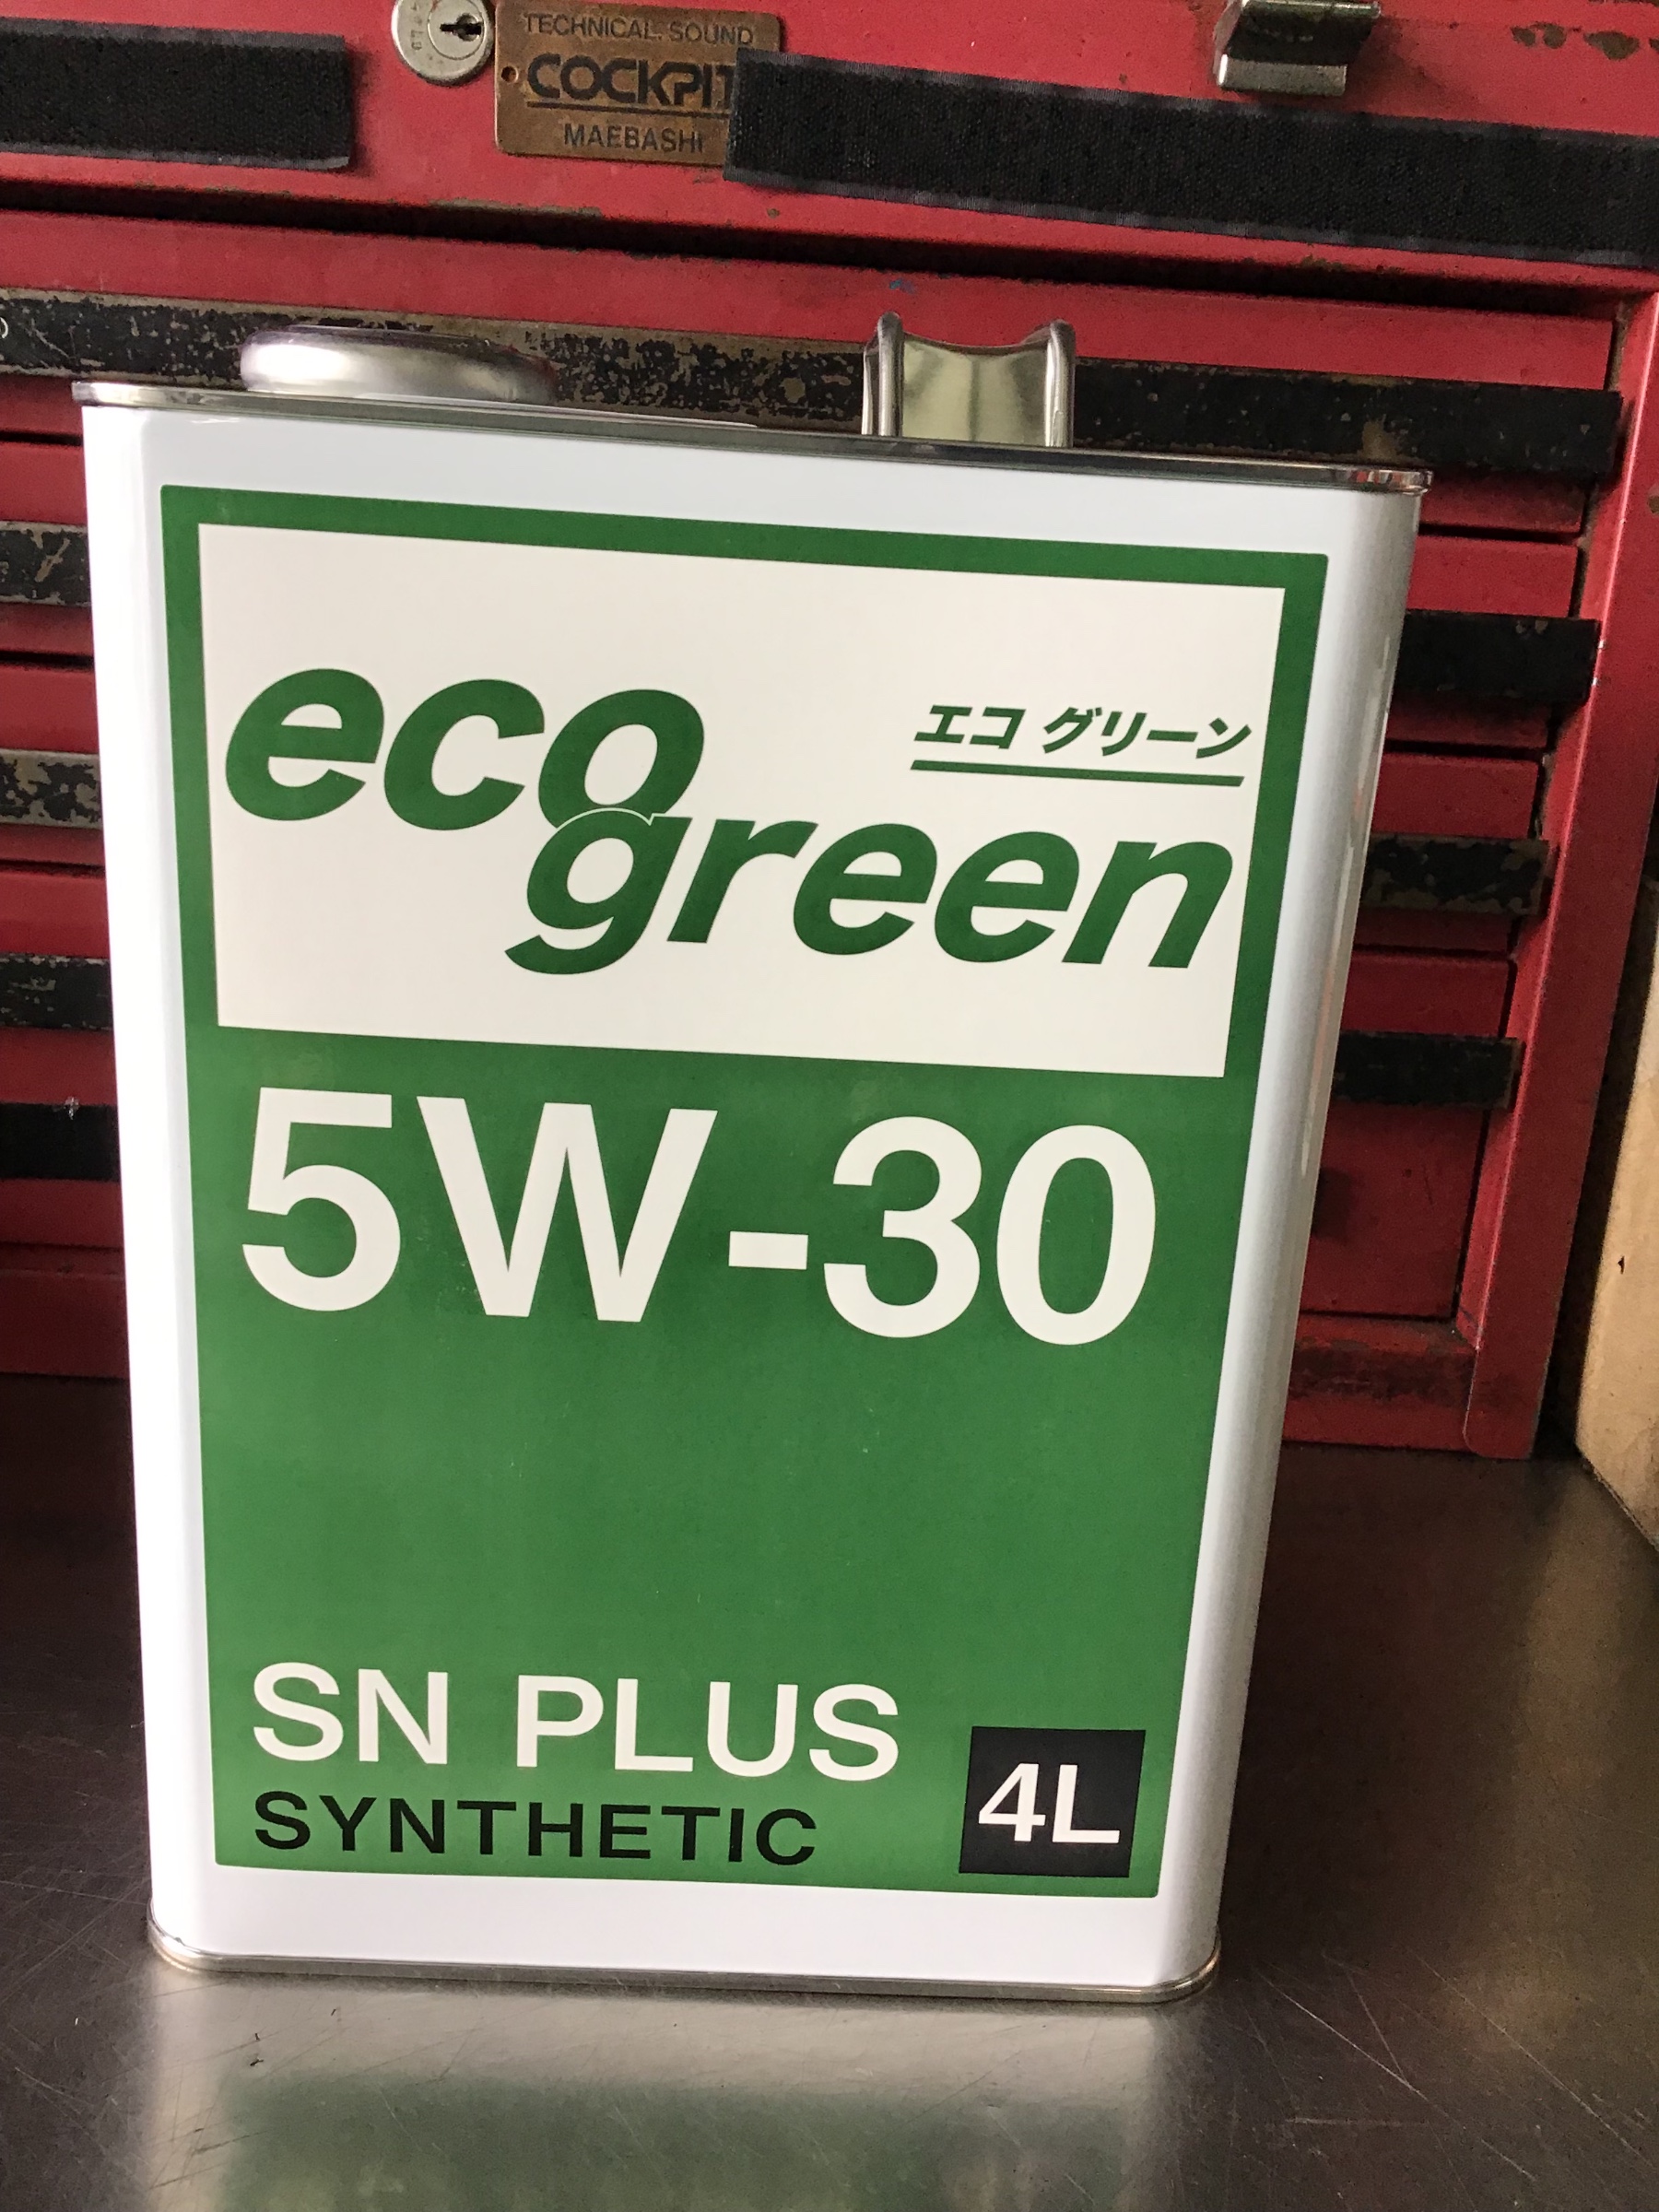 TECHNICAL. SOUND
COCKPIT
MAEBASHI
eco
エコ グリーン
green
5W-30
SN PLUS
SYNTHETIC
4L